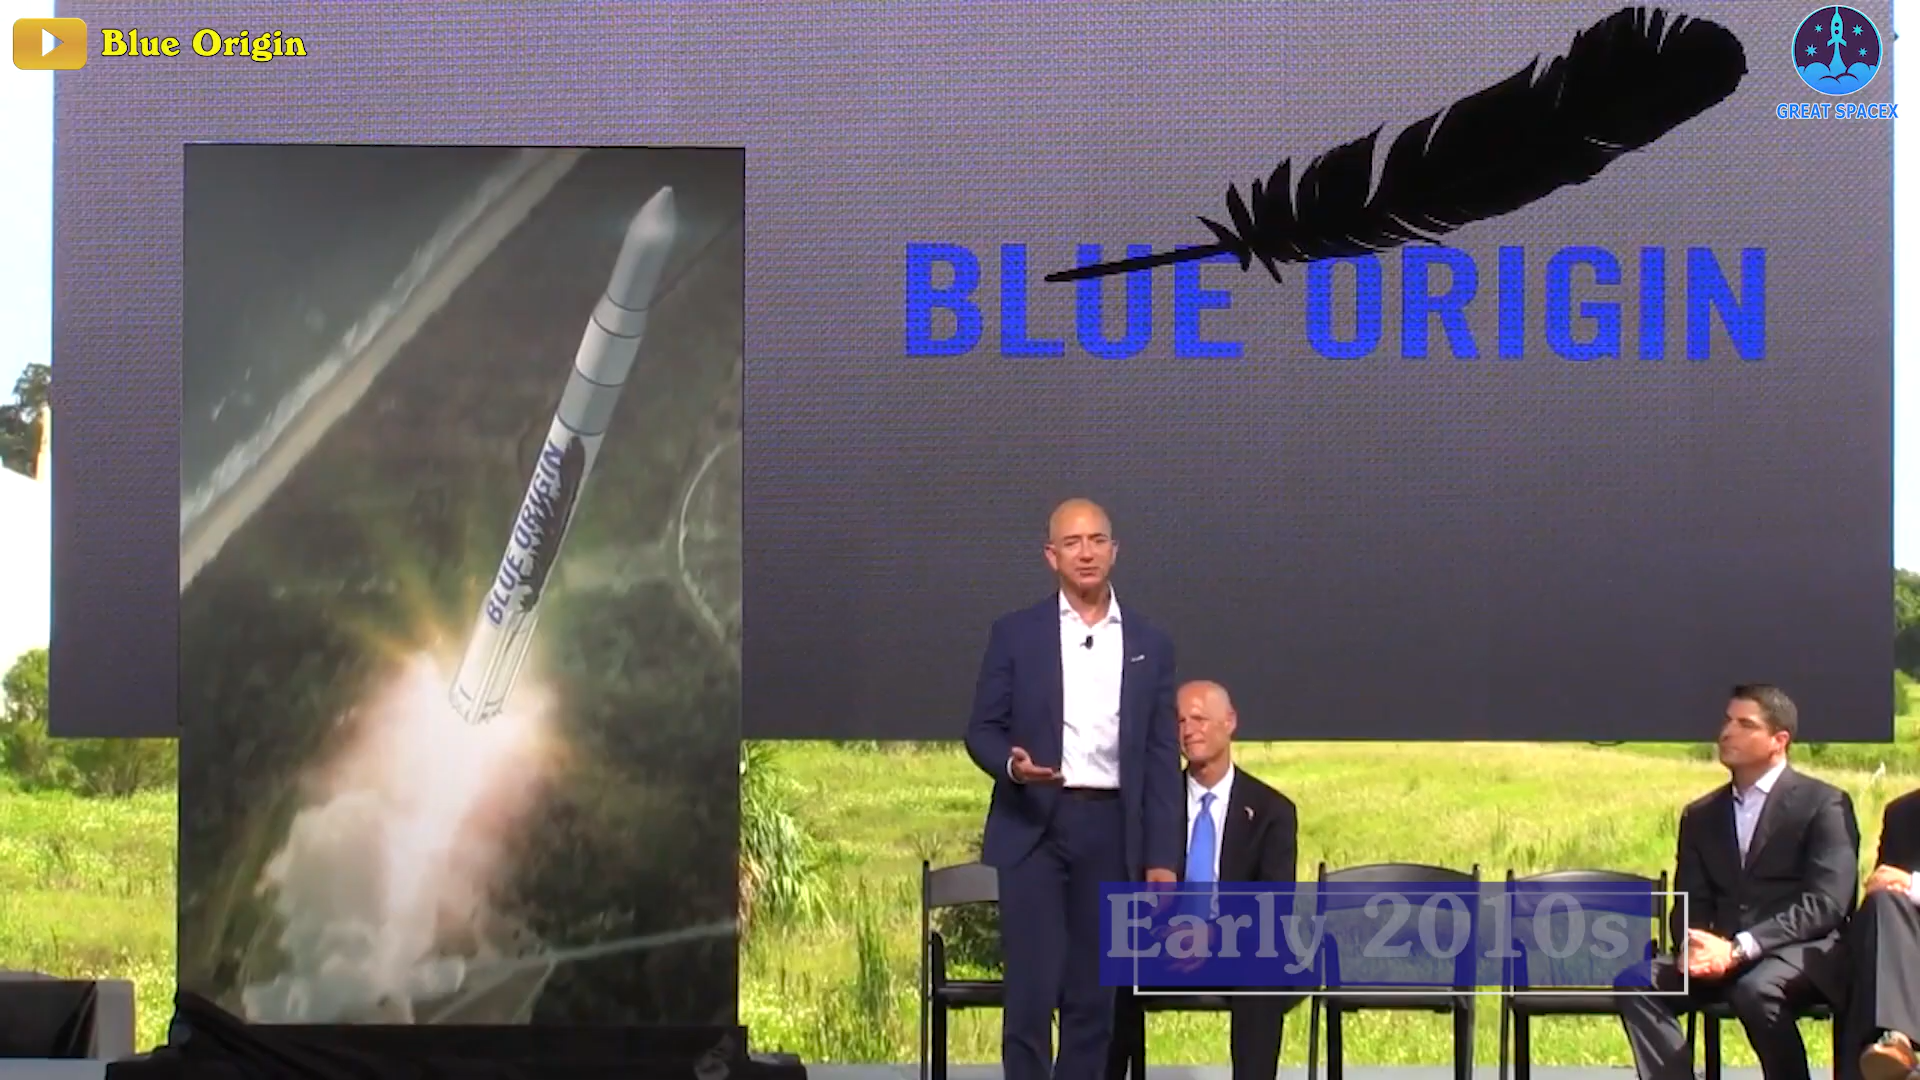 Blue Origin
GREAT SPACEX
BLUE ORIGIN
BLUE ORIGIN
Early 2010s